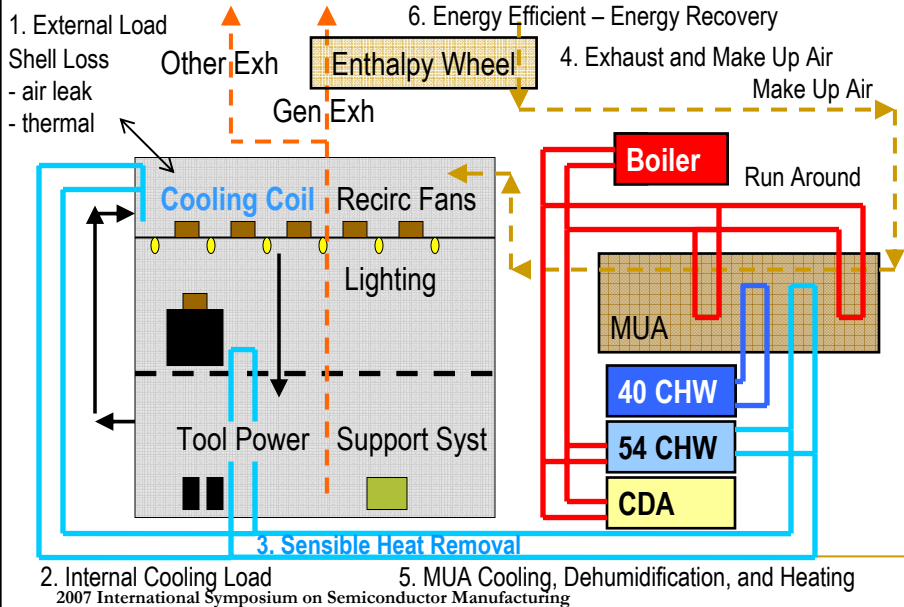 1. External Load
Shell Loss
- air leak
- thermal
Other Exh
6. Energy Efficient – Energy Recovery
Enthalpy Wheel
4. Exhaust and Make Up Air
Make Up Air
Gen Exh
Boiler
Run Around
Cooling Coil
Recirc Fans
Lighting
MUA
40 CHW
54 CHW
CDA
Tool Power
Support Syst
3. Sensible Heat Removal
2. Internal Cooling Load
5. MUA Cooling, Dehumidification, and Heating
2007 International Symposium on Semiconductor Manufacturing